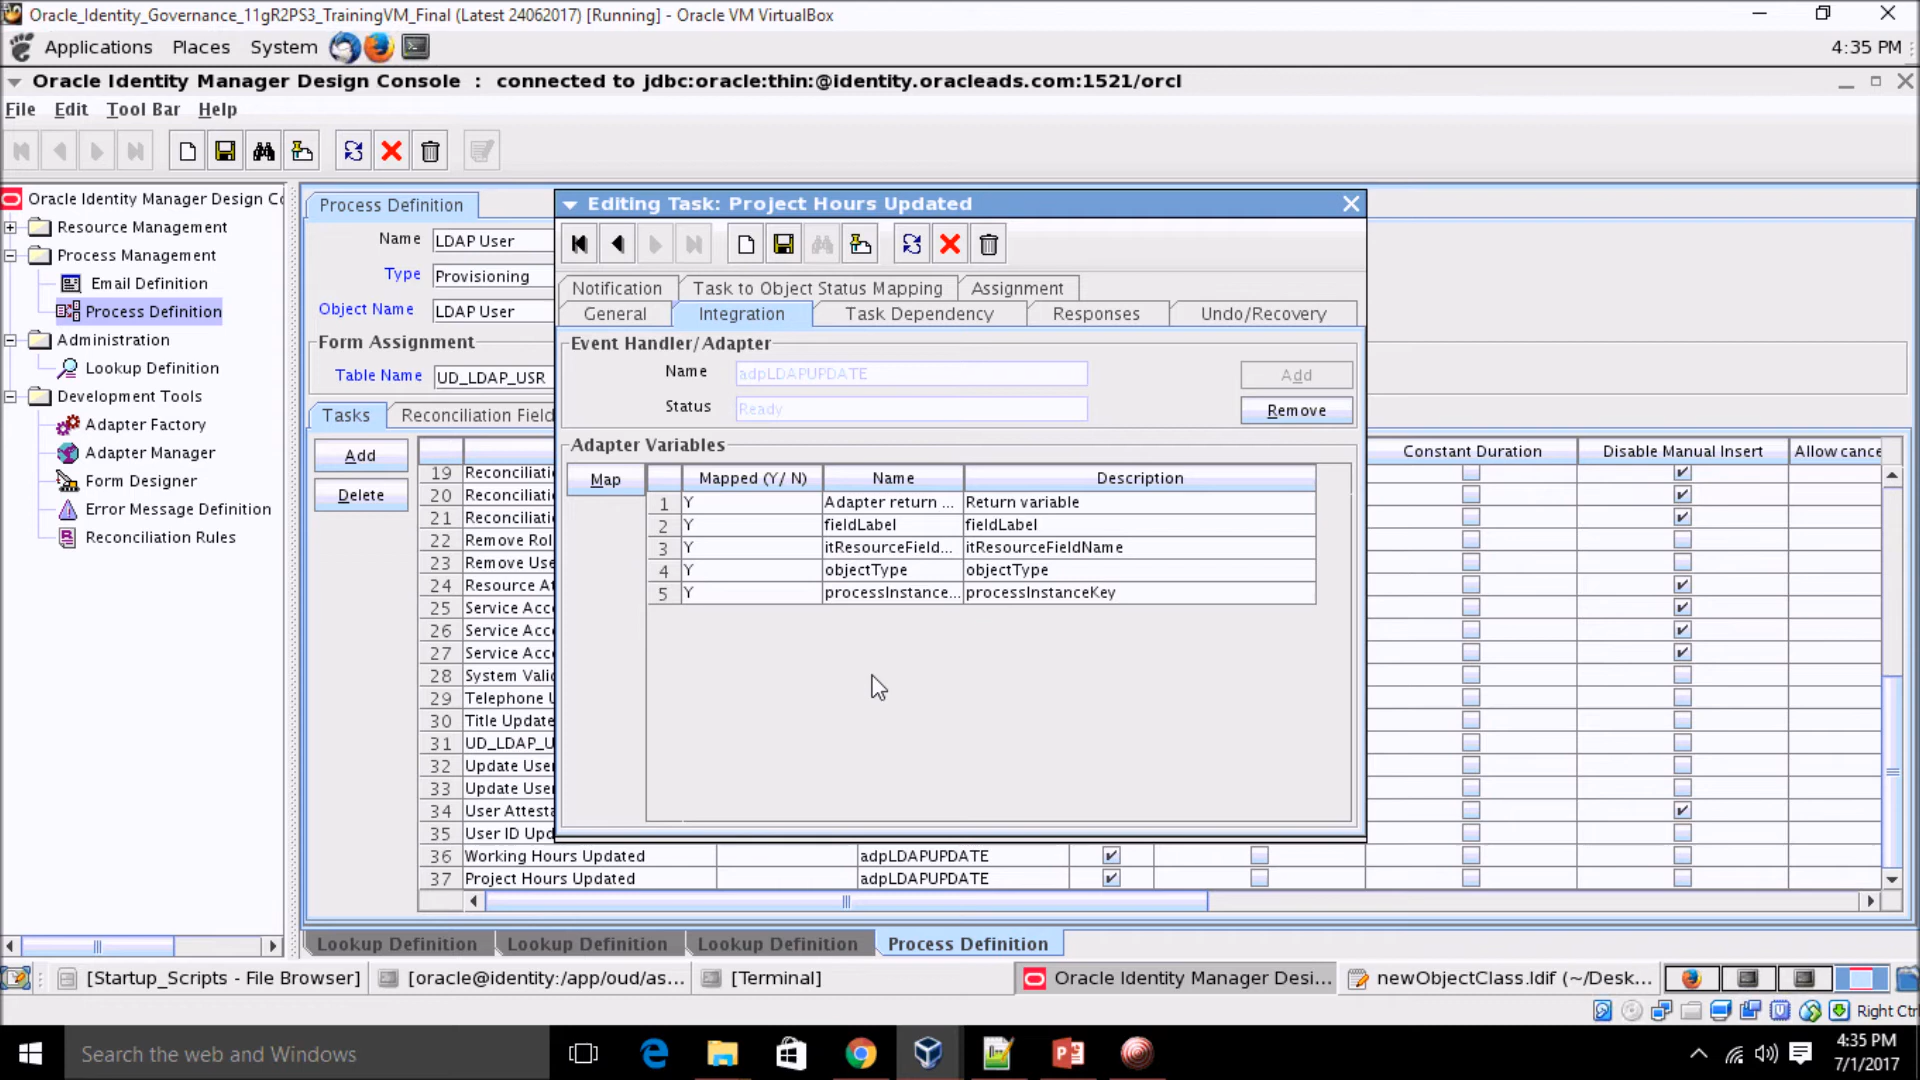 Oracle_Identity_Governance_11gR2PS3_TrainingVM_Final (Latest 24062017) [Running] - Oracle VM VirtualBox
Applications Places System 4:35 PM
Oracle Identity Manager Design Console : connected to jdbc:oracle:thin:@identity.oracleads.com:1521/orcl
File Edit Tool Bar Help
Oracle Identity Manager Design Co
Resource Management
Process Management
Email Definition
Process Definition
Administration
Lookup Definition
Development Tools
Adapter Factory
Adapter Manager
Form Designer
Error Message Definition
Reconciliation Rules
Process Definition
Name LDAP User
Type Provisioning
Object Name LDAP User
Form Assignment
Table Name UD_LDAP_USR
Tasks Reconciliation Field
Add
Delete
Constant Duration Disable Manual Insert Allow cance
19 Reconciliati
20 Reconciliati
21 Reconciliati
22 Remove Rol
23 Remove Use
24 Resource At
25 Service Acc
26 Service Acc
27 Service Acc
28 System Vali
29 Telephone U
30 Title Update
31 UD_LDAP_U
32 Update User
33 Update User
34 User Attesta
35 User ID Upd
36 Working Hours Updated adpLDAPUPDATE
37 Project Hours Updated adpLDAPUPDATE
Editing Task: Project Hours Updated
Notification Task to Object Status Mapping Assignment
General Integration Task Dependency Responses Undo/Recovery
Event Handler/Adapter
Name adpLDAPUPDATE Add
Status Ready Remove
Adapter Variables
Map
Mapped (Y/ N) Name Description
1 Y Adapter return ... Return variable
2 Y fieldLabel fieldLabel
3 Y itResourceField... itResourceFieldName
4 Y objectType objectType
5 Y processInstance... processInstanceKey
Lookup Definition Lookup Definition Lookup Definition Process Definition
[Startup_Scripts - File Browser] [oracle@identity:/app/oud/as... [Terminal] Oracle Identity Manager Desi... newObjectClass.ldif (~/Desk...
Right Ctrl
Search the web and Windows
4:35 PM
7/1/2017